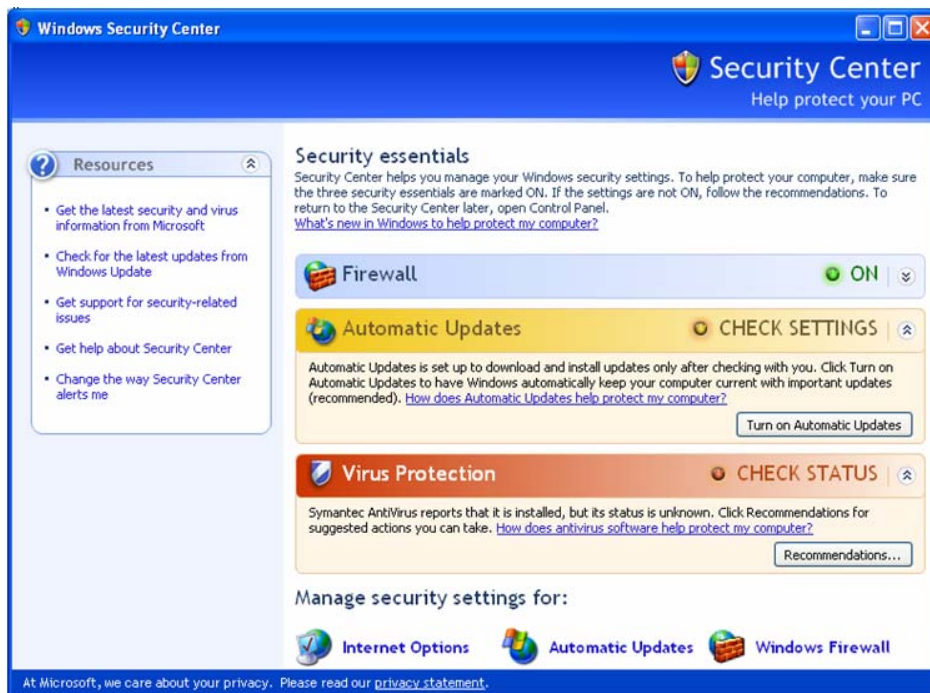 Windows Security Center
Security Center
Help protect your PC
Resources
Get the latest security and virus
information from Microsoft
Check for the latest updates from
Windows Update
Get support for security-related
issues
Get help about Security Center
Change the way Security Center
alerts me
Security essentials
Security Center helps you manage your Windows security settings. To help protect your computer, make sure
the three security essentials are marked ON. If the settings are not ON, follow the recommendations. To
return to the Security Center later, open Control Panel.
What's new in Windows to help protect my computer?
Firewall ON
Automatic Updates CHECK SETTINGS
Automatic Updates is set up to download and install updates only after checking with you. Click Turn on
Automatic Updates to have Windows automatically keep your computer current with important updates
(recommended). How does Automatic Updates help protect my computer?
Turn on Automatic Updates
Virus Protection CHECK STATUS
Symantec AntiVirus reports that it is installed, but its status is unknown. Click Recommendations for
suggested actions you can take. How does antivirus software help protect my computer?
Recommendations...
Manage security settings for:
Internet Options Automatic Updates Windows Firewall
At Microsoft, we care about your privacy. Please read our privacy statement.